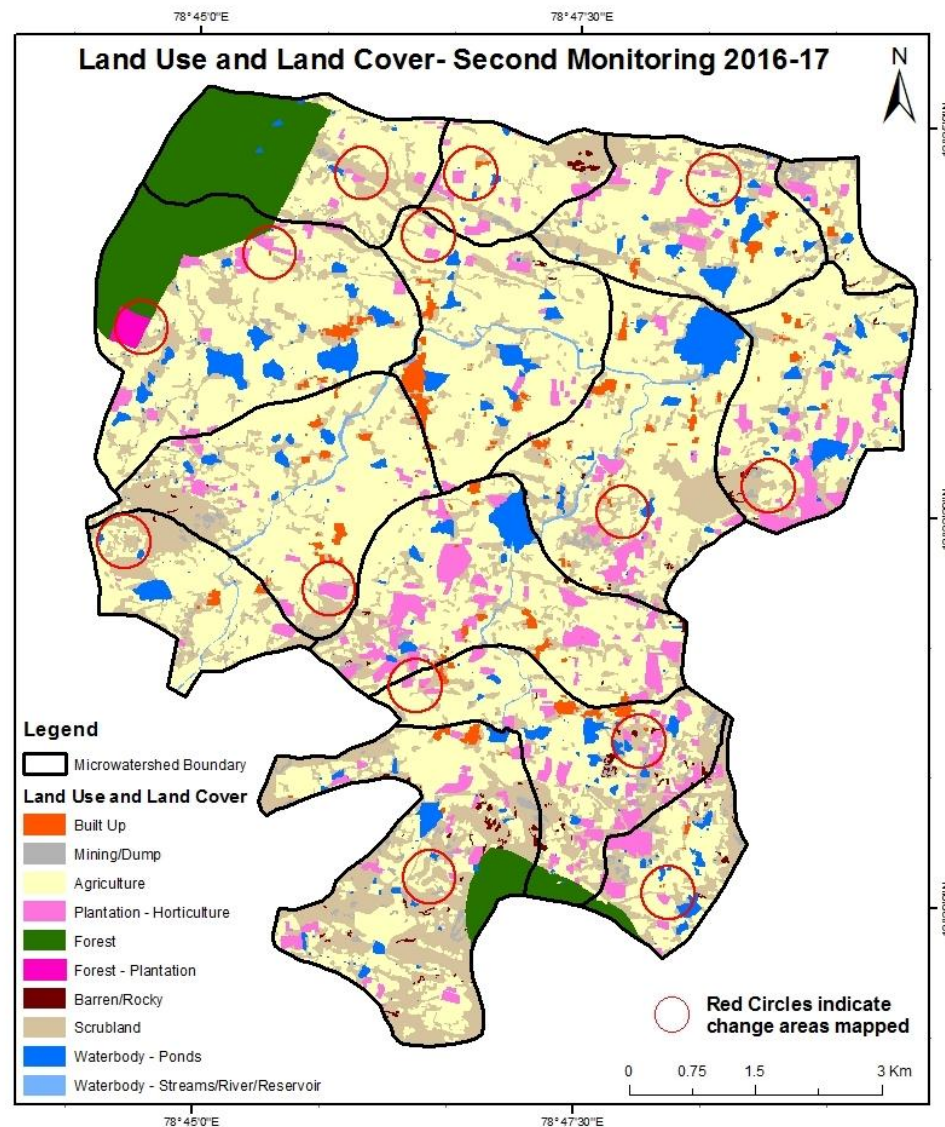 78° 45'0"E
78° 47'30"E
Land Use and Land Cover- Second Monitoring 2016-17
N
Legend
Microwatershed Boundary
Land Use and Land Cover
Built Up
Mining/Dump
Agriculture
Plantation - Horticulture
Forest
Forest - Plantation
Barren/Rocky
Scrubland
Waterbody - Ponds
Waterbody - Streams/River/Reservoir
Red Circles indicate
change areas mapped
0 0.75 1.5 3 Km
78° 45'0"E
78° 47'30"E